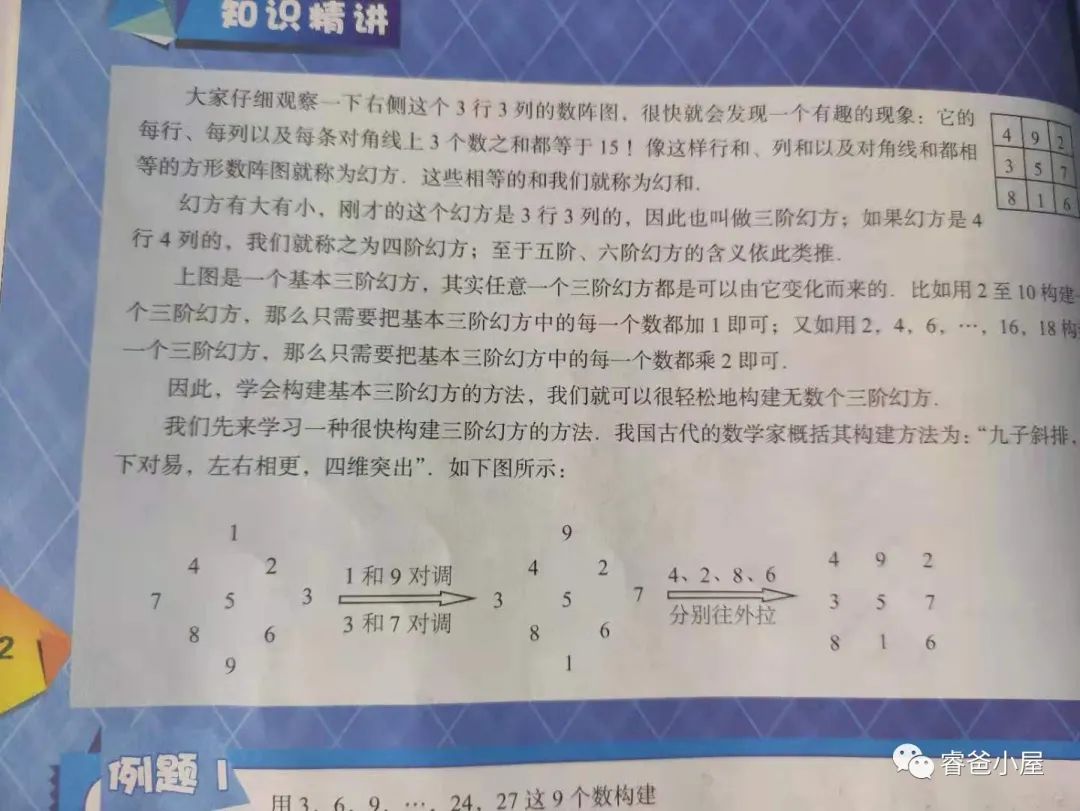 知识精讲
大家仔细观察一下右侧这个3行3列的数阵图，很快就会发现一个有趣的现象：它的
每行、每列以及每条对角线上3个数之和都等于15！像这样行和、列和以及对角线和都相
等的方形数阵图就称为幻方．这些相等的和我们就称为幻和．
4 9 2
3 5 7
8 1 6
幻方有大有小，刚才的这个幻方是3行3列的，因此也叫做三阶幻方；如果幻方是4
行4列的，我们就称之为四阶幻方；至于五阶、六阶幻方的含义依此类推．
上图是一个基本三阶幻方，其实任意一个三阶幻方都是可以由它变化而来的．比如用2至10构建一
个三阶幻方，那么只需要把基本三阶幻方中的每一个数都加1即可；又如用2，4，6，…，16，18构
一个三阶幻方，那么只需要把基本三阶幻方中的每一个数都乘2即可．
因此，学会构建基本三阶幻方的方法，我们就可以很轻松地构建无数个三阶幻方．
我们先来学习一种很快构建三阶幻方的方法．我国古代的数学家概括其构建方法为：“九子斜排，
下对易，左右相更，四维突出”．如下图所示：
1
4 2
7 5 3
8 6
9
1和9对调
3和7对调
9
4 2
3 5 7
8 6
1
4、2、8、6
分别往外拉
4 9 2
3 5 7
8 1 6
2
例题1
用3，6，9，…，24，27这9个数构建
睿爸小屋